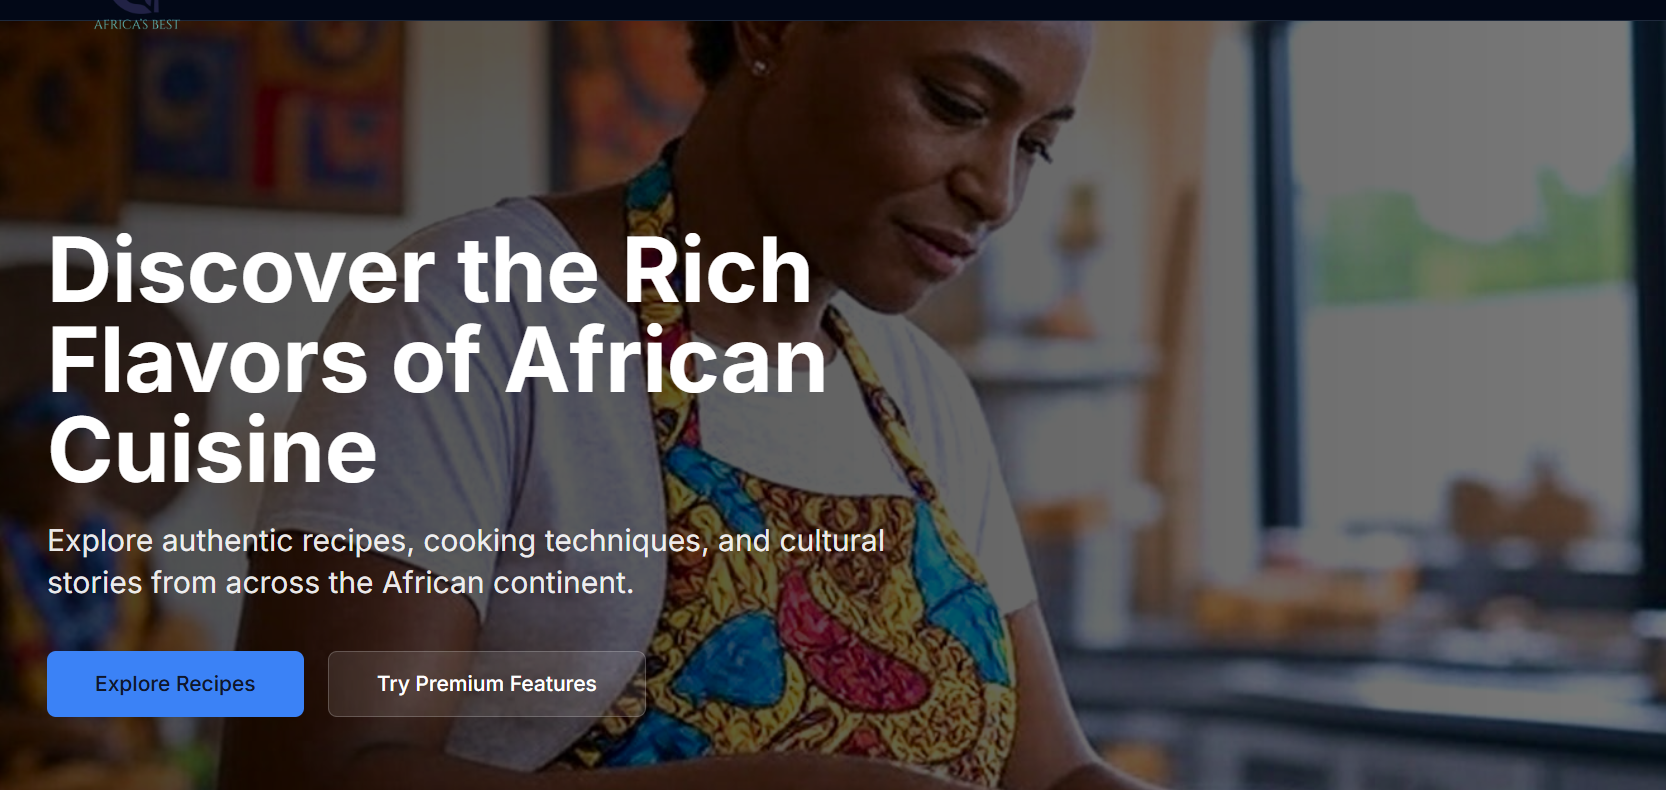 AFRICA'S BEST
Discover the Rich
Flavors of African
Cuisine
Explore authentic recipes, cooking techniques, and cultural
stories from across the African continent.
Explore Recipes
Try Premium Features